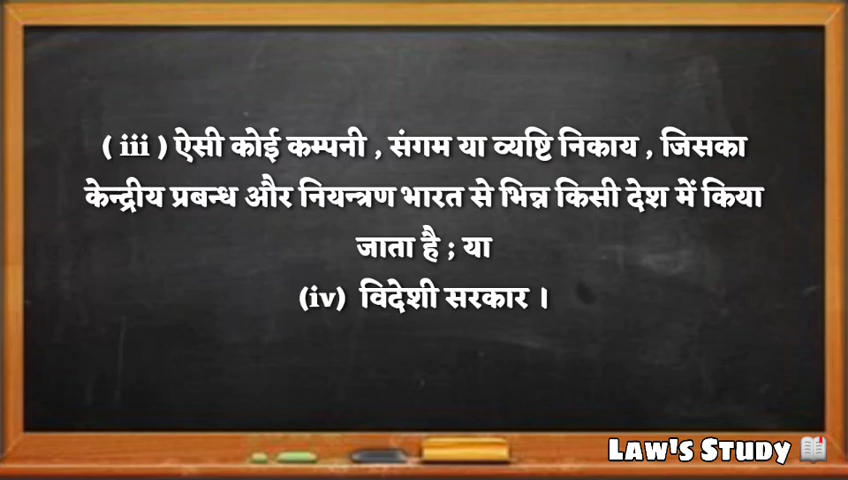 ( iii ) ऐसी कोई कम्पनी , संगम या व्यष्टि निकाय , जिसका
केन्द्रीय प्रबन्ध और नियन्त्रण भारत से भिन्न किसी देश में किया
जाता है ; या
(iv) विदेशी सरकार ।
LAW'S STUDY